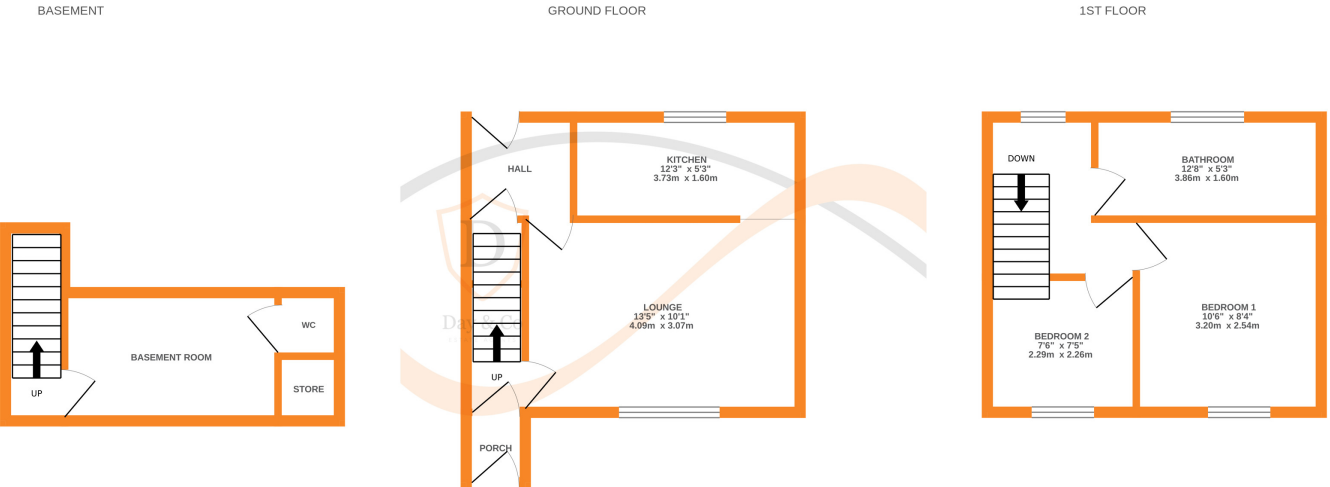 BASEMENT
GROUND FLOOR
1ST FLOOR
UP
BASEMENT ROOM
WC
STORE
HALL
KITCHEN
12'3" x 5'3"
3.73m x 1.60m
LOUNGE
13'5" x 10'1"
4.09m x 3.07m
UP
PORCH
D
Day & Co
DOWN
BATHROOM
12'8" x 5'3"
3.86m x 1.60m
BEDROOM 1
10'6" x 8'4"
3.20m x 2.54m
BEDROOM 2
7'6" x 7'5"
2.29m x 2.26m